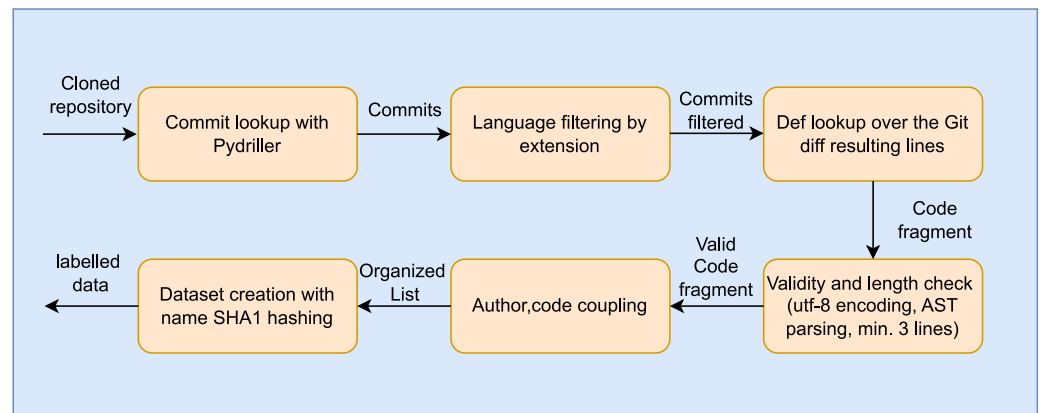 Cloned
repository
Commit lookup with
Pydriller
Commits
Language filtering by
extension
Commits
filtered
Def lookup over the Git
diff resulting lines
Code
fragment
Validity and length check
(utf-8 encoding, AST
parsing, min. 3 lines)
Valid
Code
fragment
Author,code coupling
Organized
List
Dataset creation with
name SHA1 hashing
labelled
data